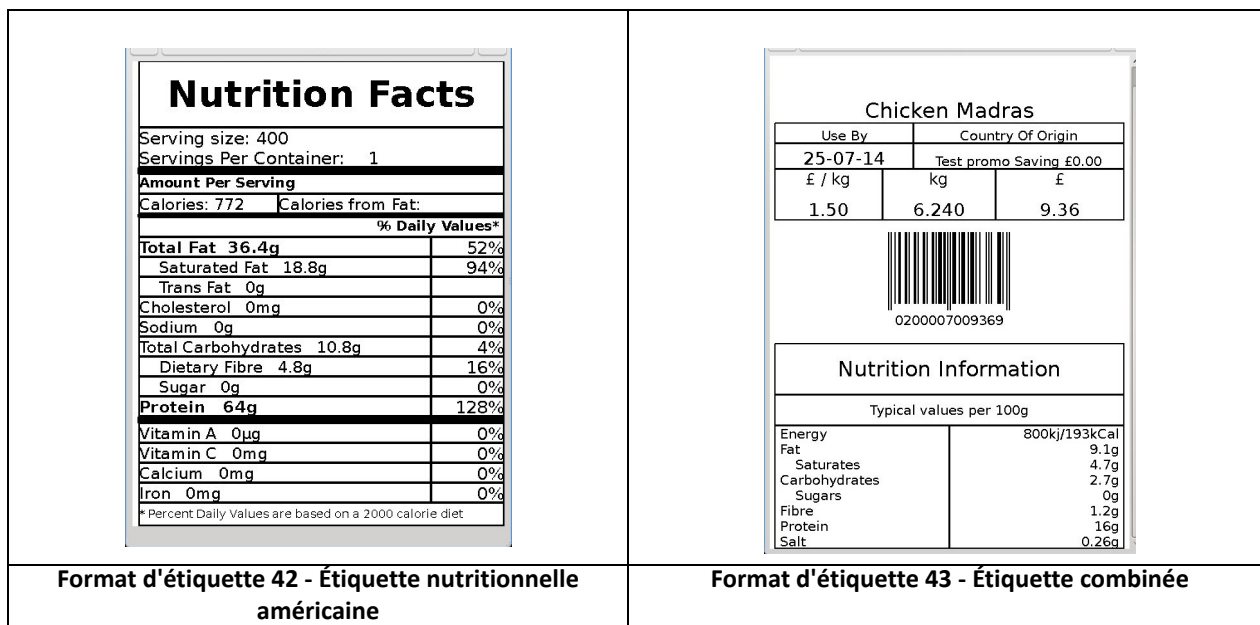 Nutrition Facts
Serving size: 400
Servings Per Container: 1
Amount Per Serving
Calories: 772 Calories from Fat:
% Daily Values*
Total Fat 36.4g 52%
Saturated Fat 18.8g 94%
Trans Fat 0g
Cholesterol 0mg 0%
Sodium 0g 0%
Total Carbohydrates 10.8g 4%
Dietary Fibre 4.8g 16%
Sugar 0g 0%
Protein 64g 128%
Vitamin A 0µg 0%
Vitamin C 0mg 0%
Calcium 0mg 0%
Iron 0mg 0%
* Percent Daily Values are based on a 2000 calorie diet
Format d'étiquette 42 - Étiquette nutritionnelle
américaine
Chicken Madras
Use By Country Of Origin
25-07-14 Test promo Saving £0.00
£ / kg kg £
1.50 6.240 9.36
0200007009369
Nutrition Information
Typical values per 100g
Energy 800kj/193kCal
Fat 9.1g
Saturates 4.7g
Carbohydrates 2.7g
Sugars 0g
Fibre 1.2g
Protein 16g
Salt 0.26g
Format d'étiquette 43 - Étiquette combinée